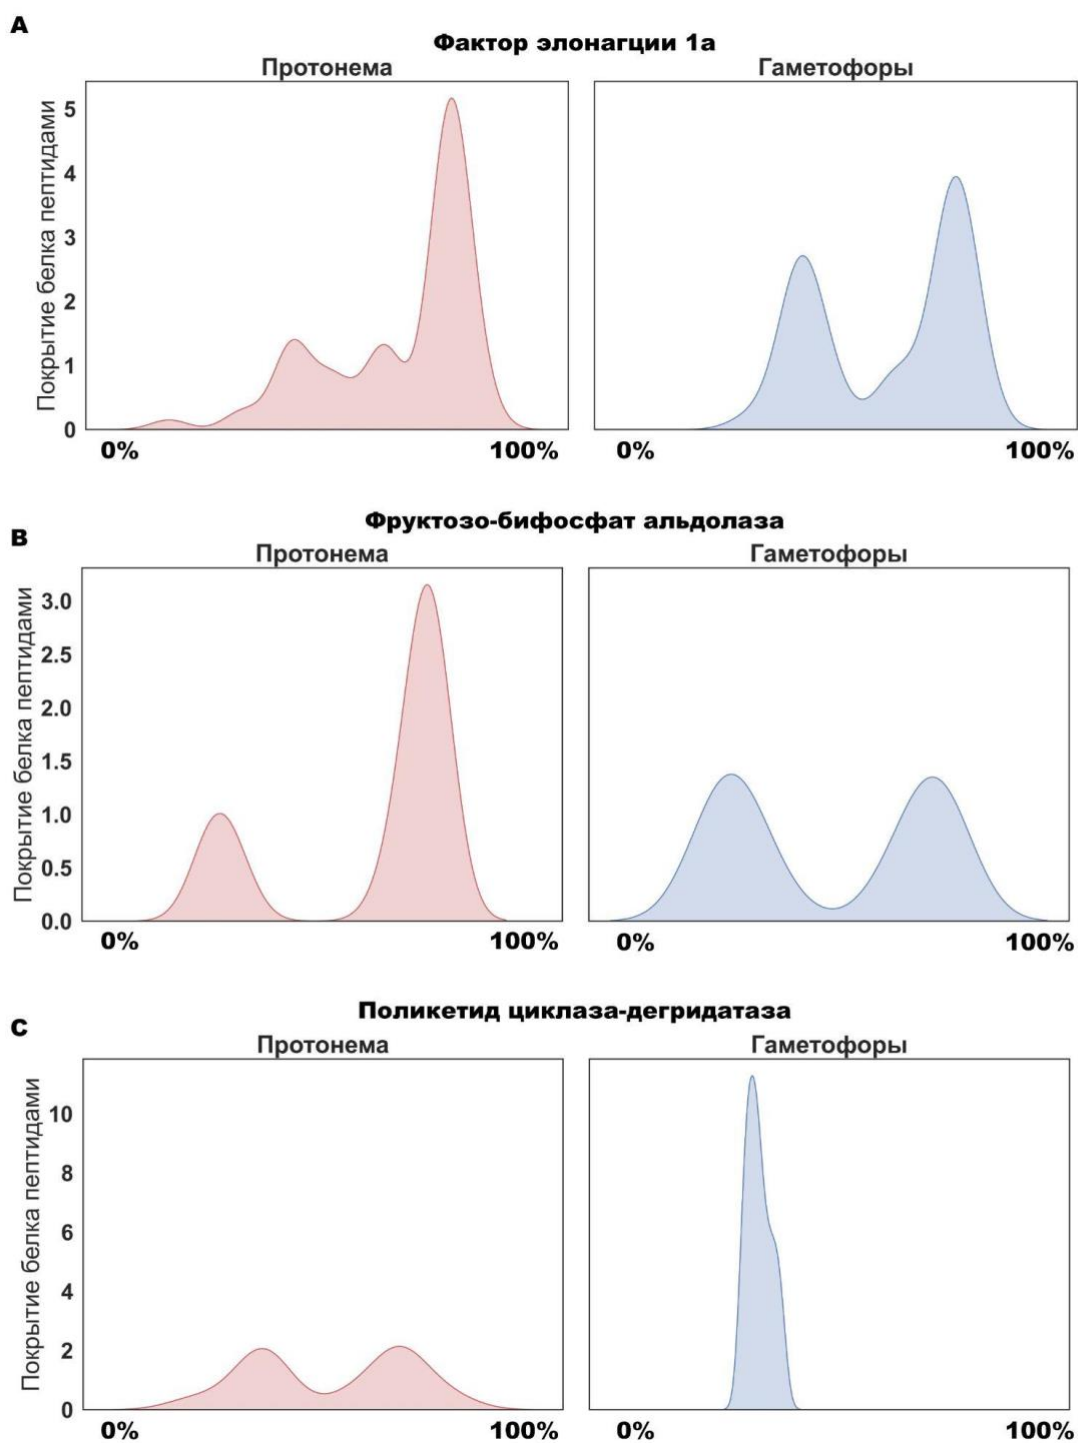 A
Фактор элонагции 1a
Протонема
Гаметофоры
Покрытие белка пептидами
5
4
3
2
1
0
0%
100%
0%
100%
B
Фруктозо-бифосфат альдолаза
Протонема
Гаметофоры
Покрытие белка пептидами
3.0
2.5
2.0
1.5
1.0
0.5
0.0
0%
100%
0%
100%
C
Поликетид циклаза-дегридатаза
Протонема
Гаметофоры
Покрытие белка пептидами
10
8
6
4
2
0
0%
100%
0%
100%